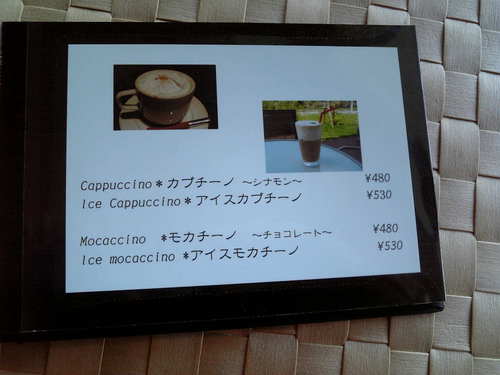 Cappuccino*カプチーノ ～シナモン～ ¥480
Ice Cappuccino*アイスカプチーノ ¥530
Mocaccino *モカチーノ ～チョコレート～ ¥480
Ice mocaccino *アイスモカチーノ ¥530